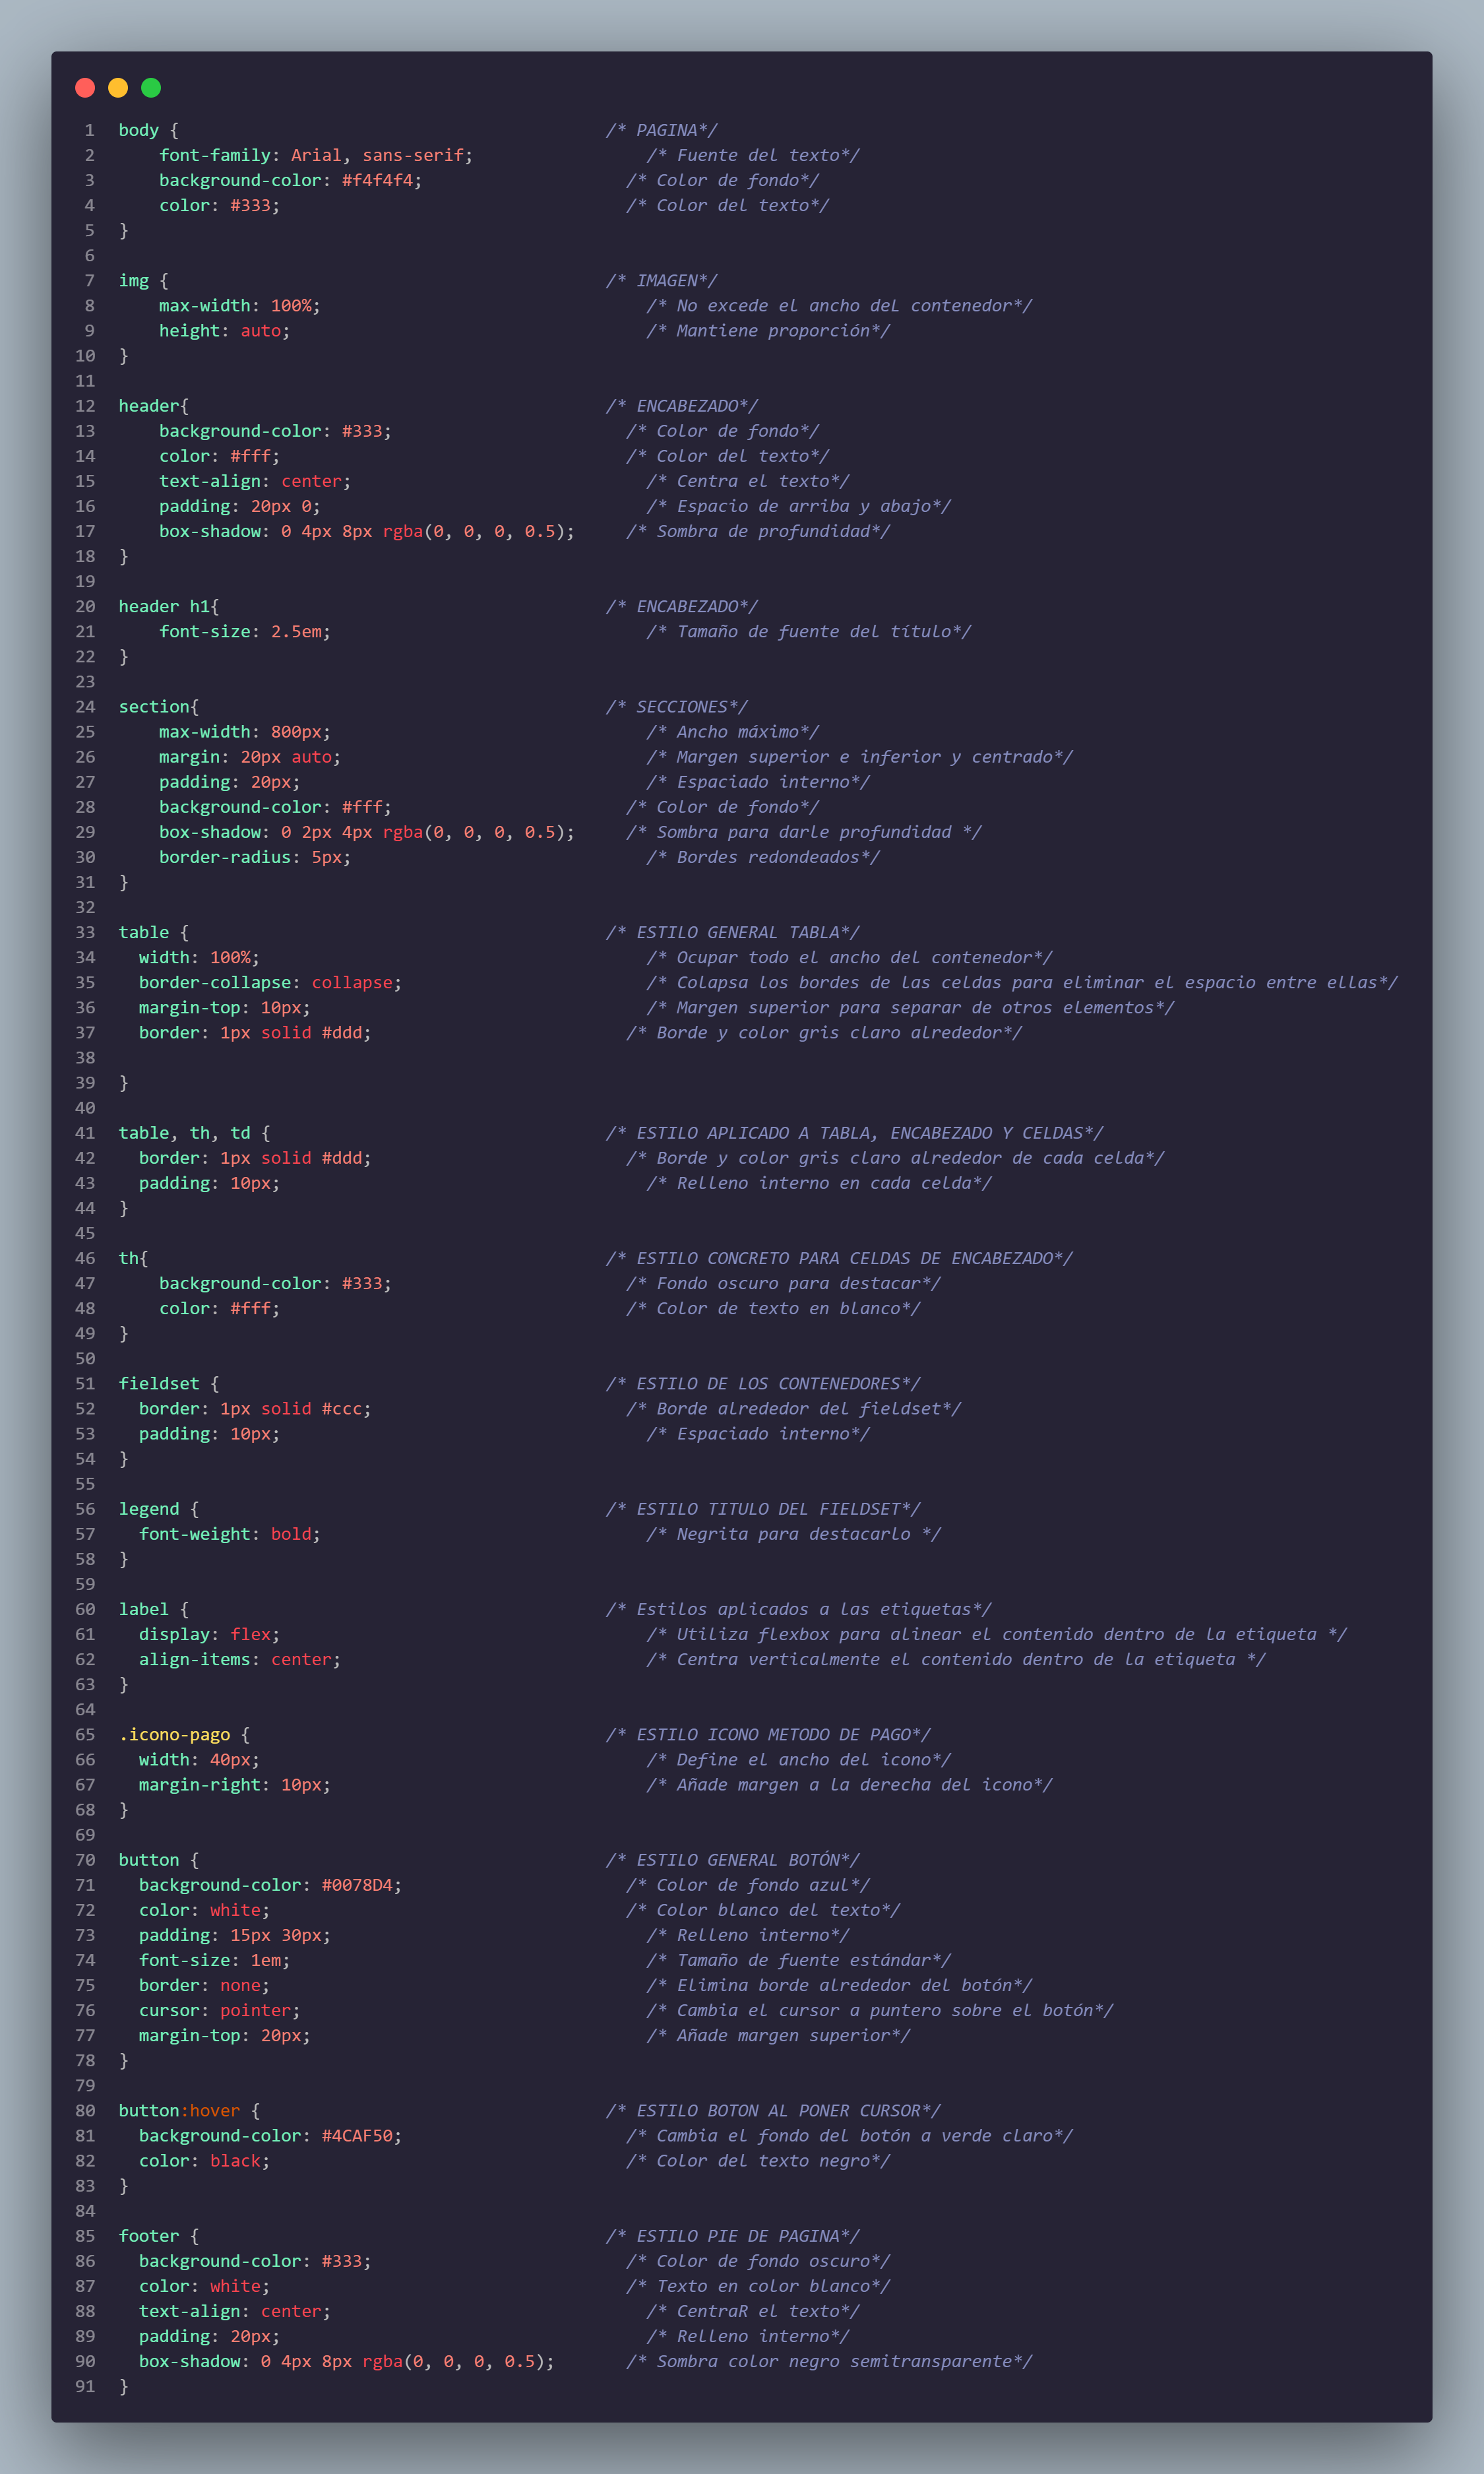 1 body { /* PAGINA*/
2 font-family: Arial, sans-serif; /* Fuente del texto*/
3 background-color: #f4f4f4; /* Color de fondo*/
4 color: #333; /* Color del texto*/
5 }
6
7 img { /* IMAGEN*/
8 max-width: 100%; /* No excede el ancho deL contenedor*/
9 height: auto; /* Mantiene proporción*/
10 }
11
12 header{ /* ENCABEZADO*/
13 background-color: #333; /* Color de fondo*/
14 color: #fff; /* Color del texto*/
15 text-align: center; /* Centra el texto*/
16 padding: 20px 0; /* Espacio de arriba y abajo*/
17 box-shadow: 0 4px 8px rgba(0, 0, 0, 0.5); /* Sombra de profundidad*/
18 }
19
20 header h1{ /* ENCABEZADO*/
21 font-size: 2.5em; /* Tamaño de fuente del título*/
22 }
23
24 section{ /* SECCIONES*/
25 max-width: 800px; /* Ancho máximo*/
26 margin: 20px auto; /* Margen superior e inferior y centrado*/
27 padding: 20px; /* Espaciado interno*/
28 background-color: #fff; /* Color de fondo*/
29 box-shadow: 0 2px 4px rgba(0, 0, 0, 0.5); /* Sombra para darle profundidad */
30 border-radius: 5px; /* Bordes redondeados*/
31 }
32
33 table { /* ESTILO GENERAL TABLA*/
34 width: 100%; /* Ocupar todo el ancho del contenedor*/
35 border-collapse: collapse; /* Colapsa los bordes de las celdas para eliminar el espacio entre ellas*/
36 margin-top: 10px; /* Margen superior para separar de otros elementos*/
37 border: 1px solid #ddd; /* Borde y color gris claro alrededor*/
38
39 }
40
41 table, th, td { /* ESTILO APLICADO A TABLA, ENCABEZADO Y CELDAS*/
42 border: 1px solid #ddd; /* Borde y color gris claro alrededor de cada celda*/
43 padding: 10px; /* Relleno interno en cada celda*/
44 }
45
46 th{ /* ESTILO CONCRETO PARA CELDAS DE ENCABEZADO*/
47 background-color: #333; /* Fondo oscuro para destacar*/
48 color: #fff; /* Color de texto en blanco*/
49 }
50
51 fieldset { /* ESTILO DE LOS CONTENEDORES*/
52 border: 1px solid #ccc; /* Borde alrededor del fieldset*/
53 padding: 10px; /* Espaciado interno*/
54 }
55
56 legend { /* ESTILO TITULO DEL FIELDSET*/
57 font-weight: bold; /* Negrita para destacarlo */
58 }
59
60 label { /* Estilos aplicados a las etiquetas*/
61 display: flex; /* Utiliza flexbox para alinear el contenido dentro de la etiqueta */
62 align-items: center; /* Centra verticalmente el contenido dentro de la etiqueta */
63 }
64
65 .icono-pago { /* ESTILO ICONO METODO DE PAGO*/
66 width: 40px; /* Define el ancho del icono*/
67 margin-right: 10px; /* Añade margen a la derecha del icono*/
68 }
69
70 button { /* ESTILO GENERAL BOTÓN*/
71 background-color: #0078D4; /* Color de fondo azul*/
72 color: white; /* Color blanco del texto*/
73 padding: 15px 30px; /* Relleno interno*/
74 font-size: 1em; /* Tamaño de fuente estándar*/
75 border: none; /* Elimina borde alrededor del botón*/
76 cursor: pointer; /* Cambia el cursor a puntero sobre el botón*/
77 margin-top: 20px; /* Añade margen superior*/
78 }
79
80 button:hover { /* ESTILO BOTON AL PONER CURSOR*/
81 background-color: #4CAF50; /* Cambia el fondo del botón a verde claro*/
82 color: black; /* Color del texto negro*/
83 }
84
85 footer { /* ESTILO PIE DE PAGINA*/
86 background-color: #333; /* Color de fondo oscuro*/
87 color: white; /* Texto en color blanco*/
88 text-align: center; /* CentraR el texto*/
89 padding: 20px; /* Relleno interno*/
90 box-shadow: 0 4px 8px rgba(0, 0, 0, 0.5); /* Sombra color negro semitransparente*/
91 }